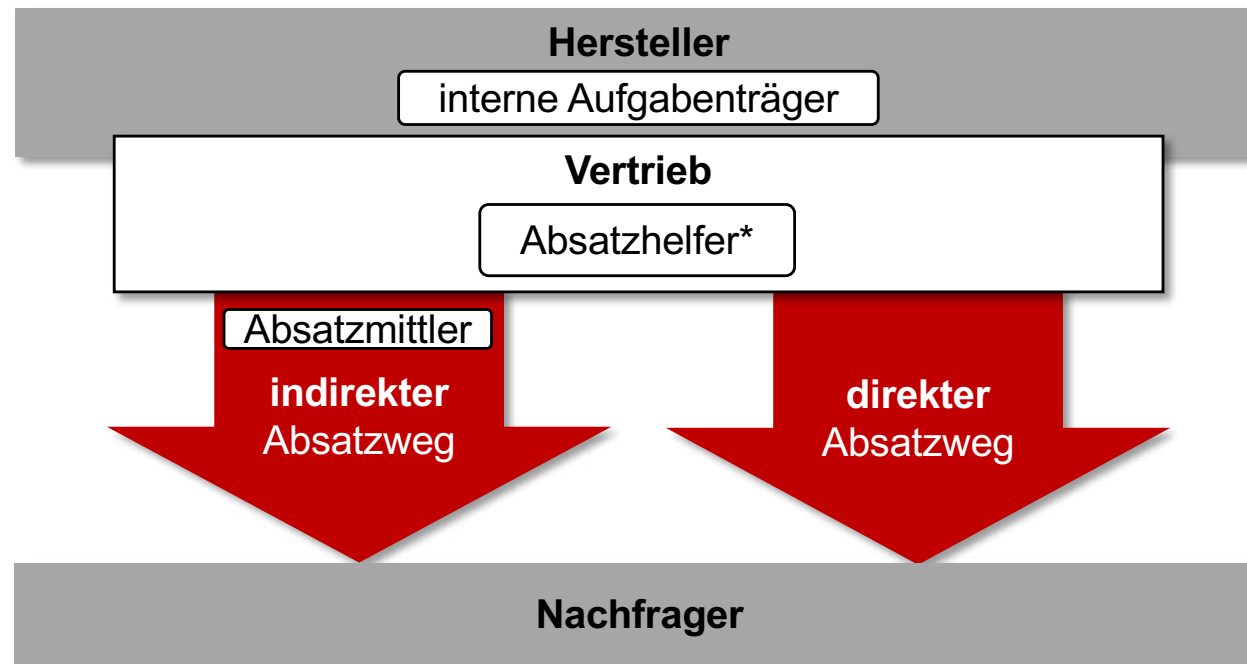 Hersteller
interne Aufgabenträger
Vertrieb
Absatzhelfer*
Absatzmittler
indirekter
Absatzweg
direkter
Absatzweg
Nachfrager